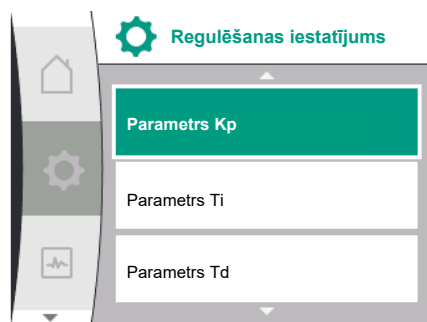 Regulēšanas iestatījums
Parametrs Kp
Parametrs Ti
Parametrs Td